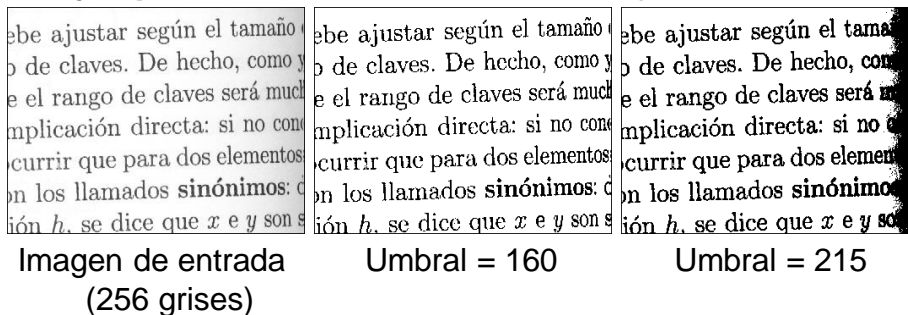 ebe ajustar según el tamaño
de claves. De hecho, como y
e el rango de claves será much
mplicación directa: si no con
currir que para dos elementos
on los llamados sinónimos:
ión h, se dice que x e y son s
ebe ajustar según el tamaño
de claves. De hecho, como y
e el rango de claves será much
mplicación directa: si no con
currir que para dos elementos
on los llamados sinónimos:
ión h, se dice que x e y son s
ebe ajustar según el tama
de claves. De hecho, com
e el rango de claves será
mplicación directa: si no
currir que para dos elemen
on los llamados sinónimo
ión h, se dice que x e y so
Imagen de entrada
(256 grises)
Umbral = 160
Umbral = 215